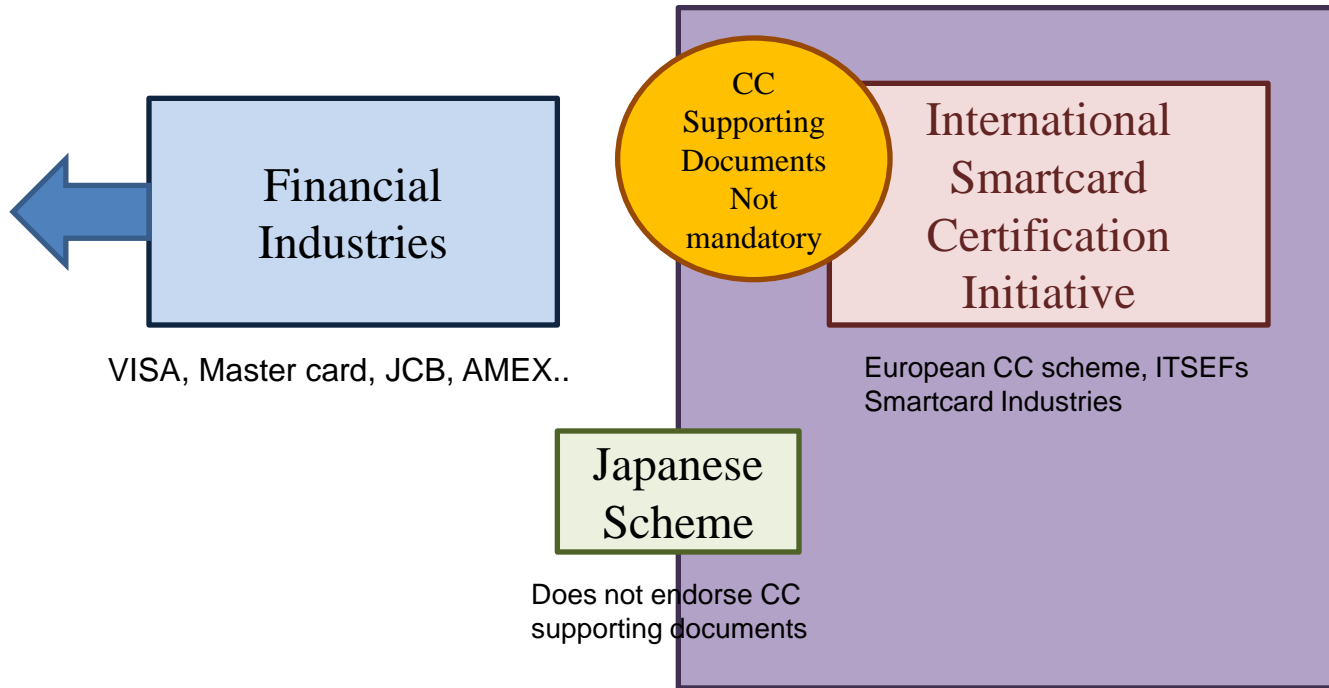 Financial
Industries
VISA, Master card, JCB, AMEX..
CC
Supporting
Documents
Not
mandatory
International
Smartcard
Certification
Initiative
European CC scheme, ITSEFs
Smartcard Industries
Japanese
Scheme
Does not endorse CC
supporting documents